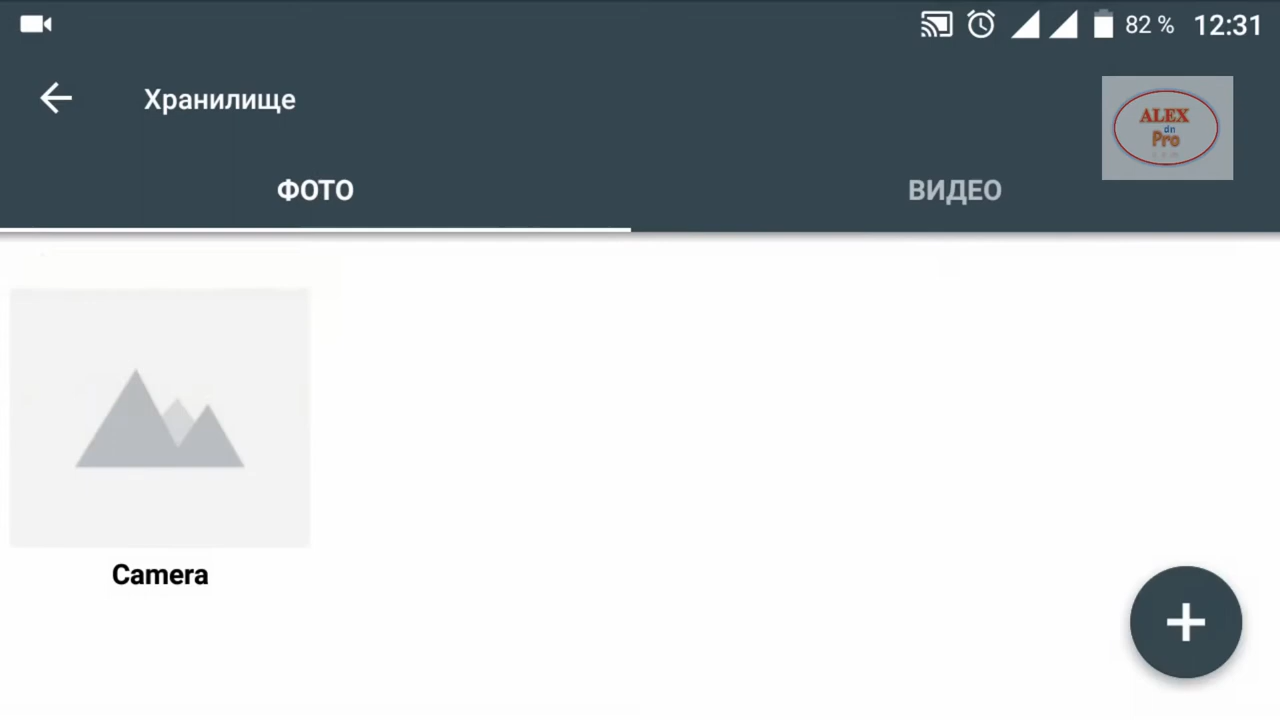 82 % 12:31
Хранилище
ALEX
dn
Pro
ФОТО ВИДЕО
Camera